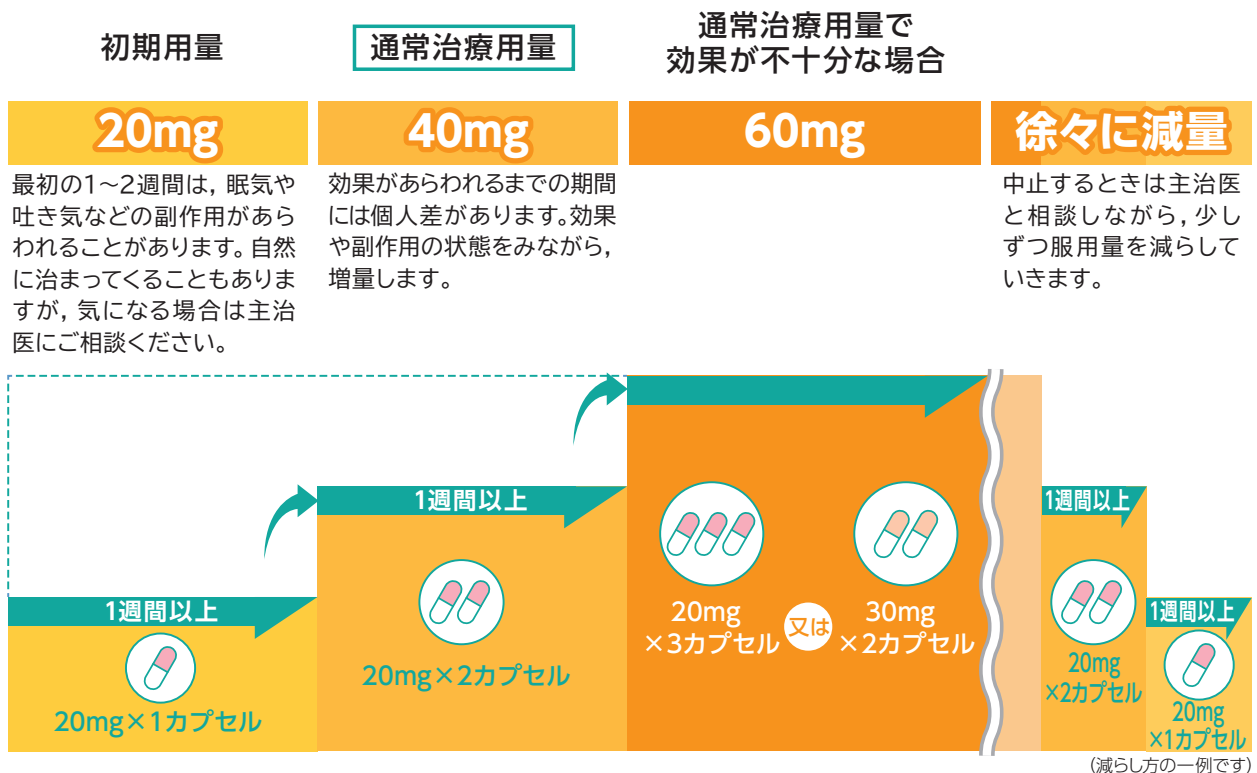 初期用量
通常治療用量
通常治療用量で
効果が不十分な場合
20mg
40mg
60mg
徐々に減量
最初の1～2週間は，眠気や
吐き気などの副作用があら
われることがあります。自然
に治まってくることもありま
すが，気になる場合は主治
医にご相談ください。
効果があらわれるまでの期間
には個人差があります。効果
や副作用の状態をみながら，
増量します。
中止するときは主治医
と相談しながら，少し
ずつ服用量を減らして
いきます。
1週間以上
20mg×1カプセル
1週間以上
20mg×2カプセル
20mg
×3カプセル
又は
30mg
×2カプセル
1週間以上
20mg
×2カプセル
1週間以上
20mg
×1カプセル
（減らし方の一例です）